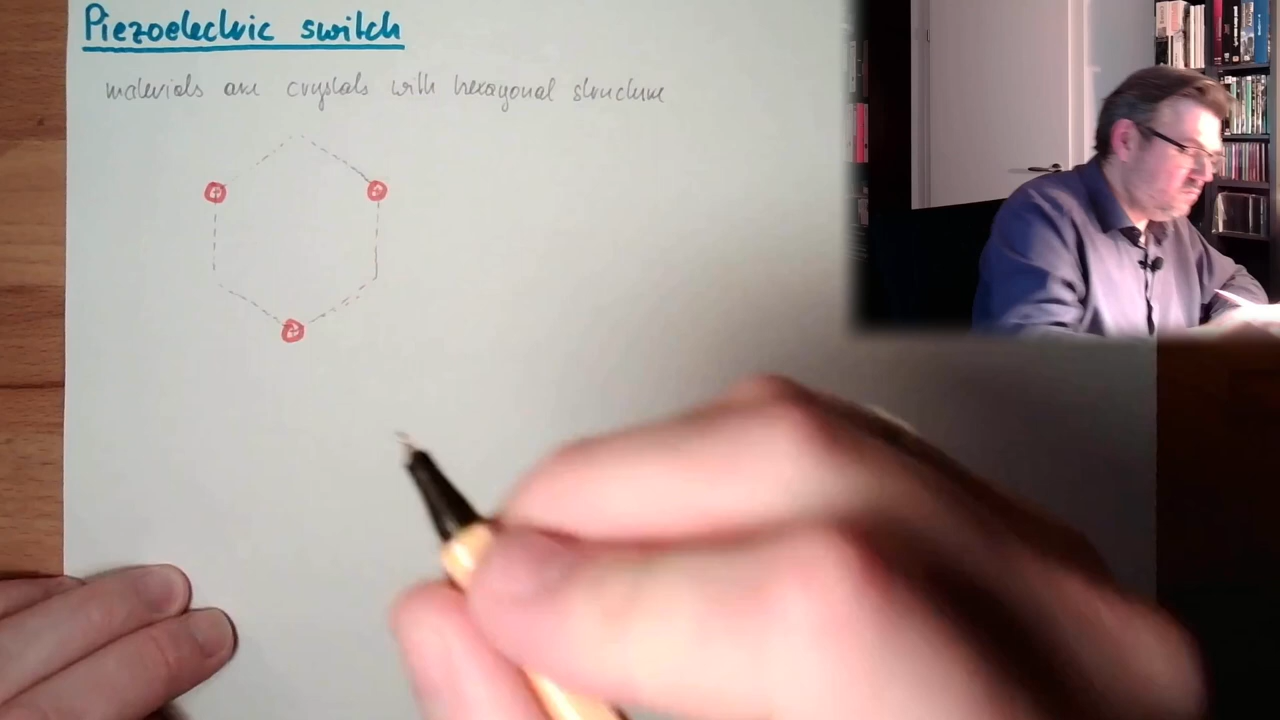 Piezoelectric switch
materials are crystals with hexagonal structure
+ +
+